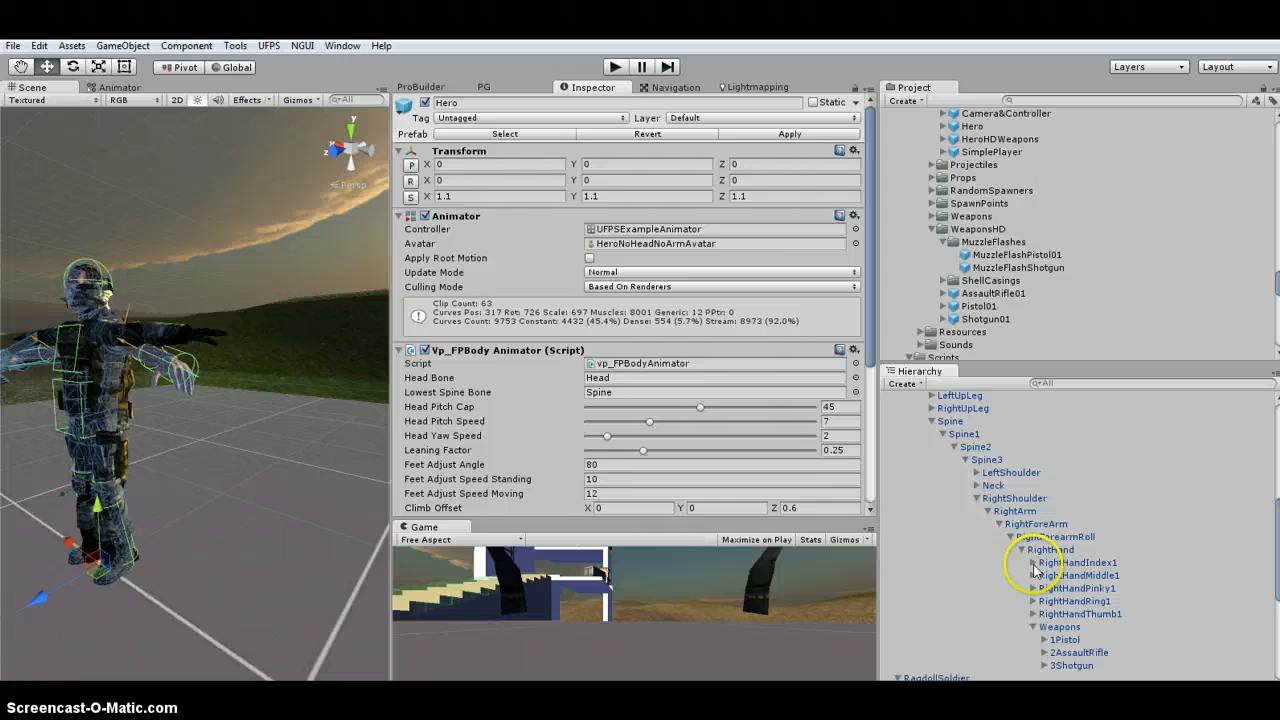 File Edit Assets GameObject Component Tools UFPS NGUI Window Help
Pivot Global Layers Layout
Scene Animator
Textured RGB 2D Effects Gizmos All
y
z
Persp
ProBuilder PG Inspector Navigation Lightmapping
Hero Static
Tag Untagged Layer Default
Prefab Select Revert Apply
Transform
P X 0 Y 0 Z 0
R X 0 Y 0 Z 0
S X 1.1 Y 1.1 Z 1.1
Animator
Controller UFPSExampleAnimator
Avatar HeroNoHeadNoArmAvatar
Apply Root Motion
Update Mode Normal
Culling Mode Based On Renderers
Clip Count: 63
Curves Pos: 317 Rot: 726 Scale: 697 Muscles: 8001 Generic: 12 PPtr: 0
Curves Count: 9753 Constant: 4432 (45.4%) Dense: 554 (5.7%) Stream: 8973 (92.0%)
Vp_FPBody Animator (Script)
Script vp_FPBodyAnimator
Head Bone Head
Lowest Spine Bone Spine
Head Pitch Cap 45
Head Pitch Speed 7
Head Yaw Speed 2
Leaning Factor 0.25
Feet Adjust Angle 80
Feet Adjust Speed Standing 10
Feet Adjust Speed Moving 12
Climb Offset X 0 Y 0 Z 0.6
Game
Free Aspect Maximize on Play Stats Gizmos
Project
Create
Camera&Controller
Hero
HeroHDWeapons
SimplePlayer
Projectiles
Props
RandomSpawners
SpawnPoints
Weapons
WeaponsHD
MuzzleFlashes
MuzzleFlashPistol01
MuzzleFlashShotgun
ShellCasings
AssaultRifle01
Pistol01
Shotgun01
Resources
Sounds
Scripts
Hierarchy
Create All
LeftUpLeg
RightUpLeg
Spine
Spine1
Spine2
Spine3
LeftShoulder
Neck
RightShoulder
RightArm
RightForeArm
RightForearmRoll
RightHand
RightHandIndex1
RightHandMiddle1
RightHandPinky1
RightHandRing1
RightHandThumb1
Weapons
1Pistol
2AssaultRifle
3Shotgun
RagdollSoldier
Screencast-O-Matic.com